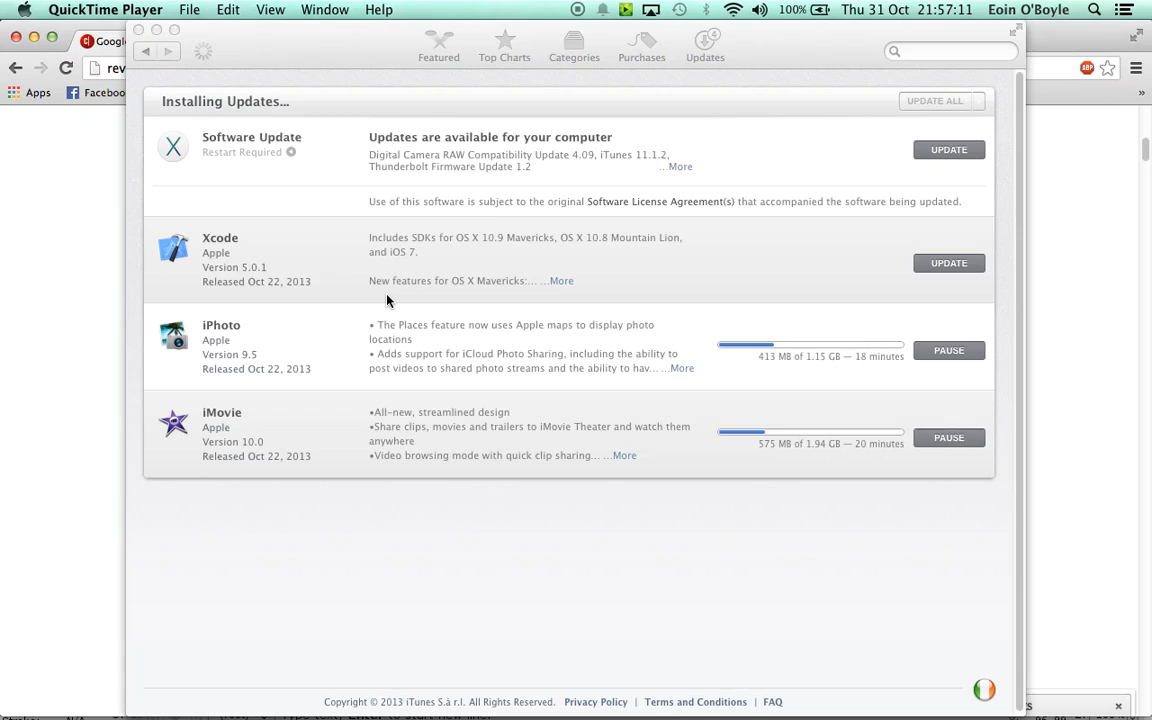 QuickTime Player File Edit View Window Help 100% Thu 31 Oct 21:57:11 Eoin O'Boyle
Google
rev
ABP
Apps Faceboo
»
4
Featured Top Charts Categories Purchases Updates
Installing Updates... UPDATE ALL
Software Update
Restart Required
Updates are available for your computer
Digital Camera RAW Compatibility Update 4.09, iTunes 11.1.2,
Thunderbolt Firmware Update 1.2 ...More
UPDATE
Use of this software is subject to the original Software License Agreement(s) that accompanied the software being updated.
Xcode
Apple
Version 5.0.1
Released Oct 22, 2013
Includes SDKs for OS X 10.9 Mavericks, OS X 10.8 Mountain Lion,
and iOS 7.
New features for OS X Mavericks:... ...More
UPDATE
iPhoto
Apple
Version 9.5
Released Oct 22, 2013
• The Places feature now uses Apple maps to display photo
locations
• Adds support for iCloud Photo Sharing, including the ability to
post videos to shared photo streams and the ability to hav... ...More
413 MB of 1.15 GB — 18 minutes
PAUSE
iMovie
Apple
Version 10.0
Released Oct 22, 2013
•All-new, streamlined design
•Share clips, movies and trailers to iMovie Theater and watch them
anywhere
•Video browsing mode with quick clip sharing... ...More
575 MB of 1.94 GB — 20 minutes
PAUSE
Copyright © 2013 iTunes S.à r.l. All Rights Reserved. Privacy Policy Terms and Conditions FAQ